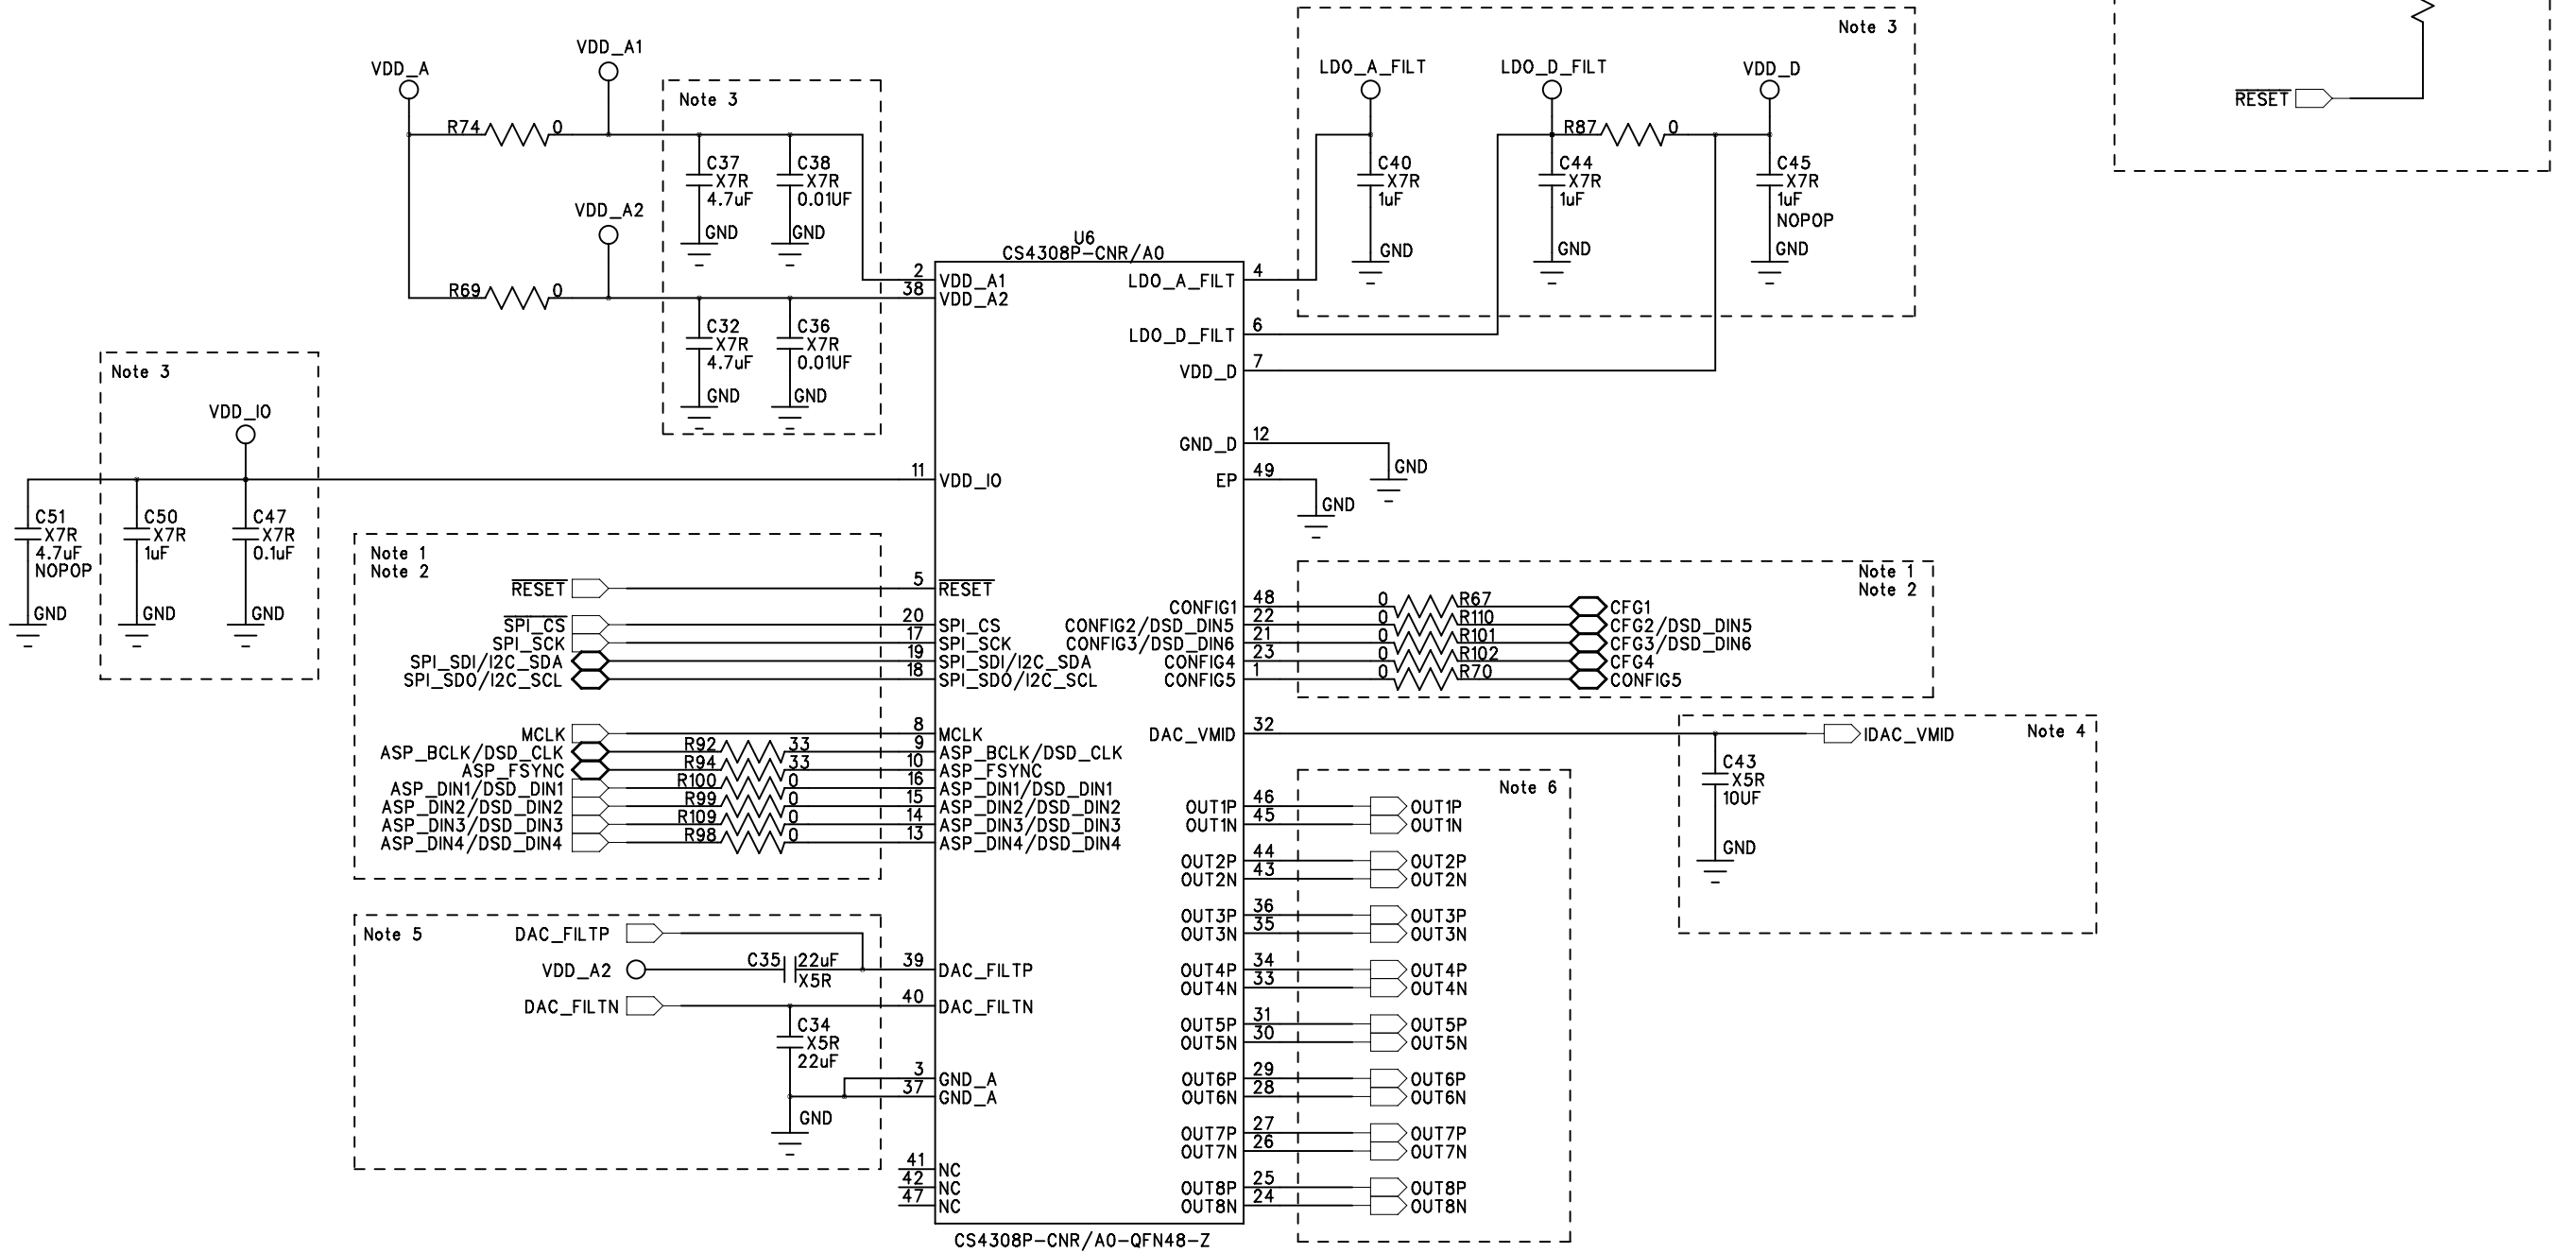 VDD_A
VDD_A1
R74 0
Note 3
C37
X7R
4.7uF
GND
C38
X7R
0.01UF
GND
VDD_A2
R69 0
C32
X7R
4.7uF
GND
C36
X7R
0.01UF
GND
Note 3
VDD_IO
C51
X7R
4.7uF
NOPOP
GND
C50
X7R
1uF
GND
C47
X7R
0.1uF
GND
Note 1
Note 2
RESET
SPI_CS
SPI_SCK
SPI_SDI/I2C_SDA
SPI_SDO/I2C_SCL
MCLK
ASP_BCLK/DSD_CLK R92 33
ASP_FSYNC R94 33
ASP_DIN1/DSD_DIN1 R100 0
ASP_DIN2/DSD_DIN2 R99 0
ASP_DIN3/DSD_DIN3 R109 0
ASP_DIN4/DSD_DIN4 R98 0
Note 5
DAC_FILTP
VDD_A2 C35 22uF
X5R
DAC_FILTN
C34
X5R
22uF
GND
U6
CS4308P-CNR/A0
2 VDD_A1
38 VDD_A2
11 VDD_IO
5 RESET
20 SPI_CS
17 SPI_SCK
19 SPI_SDI/I2C_SDA
18 SPI_SDO/I2C_SCL
8 MCLK
9 ASP_BCLK/DSD_CLK
10 ASP_FSYNC
16 ASP_DIN1/DSD_DIN1
15 ASP_DIN2/DSD_DIN2
14 ASP_DIN3/DSD_DIN3
13 ASP_DIN4/DSD_DIN4
39 DAC_FILTP
40 DAC_FILTN
3 GND_A
37 GND_A
41 NC
42 NC
47 NC
LDO_A_FILT 4
LDO_D_FILT 6
VDD_D 7
GND_D 12
GND
EP 49
GND
CONFIG1 48
CONFIG2/DSD_DIN5 22
CONFIG3/DSD_DIN6 21
CONFIG4 23
CONFIG5 1
DAC_VMID 32
OUT1P 46
OUT1N 45
OUT2P 44
OUT2N 43
OUT3P 36
OUT3N 35
OUT4P 34
OUT4N 33
OUT5P 31
OUT5N 30
OUT6P 29
OUT6N 28
OUT7P 27
OUT7N 26
OUT8P 25
OUT8N 24
CS4308P-CNR/A0-QFN48-Z
Note 3
LDO_A_FILT
C40
X7R
1uF
GND
LDO_D_FILT
R87 0
C44
X7R
1uF
GND
VDD_D
C45
X7R
1uF
NOPOP
GND
Note 1
Note 2
0 R67 CFG1
0 R110 CFG2/DSD_DIN5
0 R101 CFG3/DSD_DIN6
0 R102 CFG4
0 R70 CONFIG5
IDAC_VMID
Note 4
C43
X5R
10UF
GND
Note 6
OUT1P
OUT1N
OUT2P
OUT2N
OUT3P
OUT3N
OUT4P
OUT4N
OUT5P
OUT5N
OUT6P
OUT6N
OUT7P
OUT7N
OUT8P
OUT8N
RESET